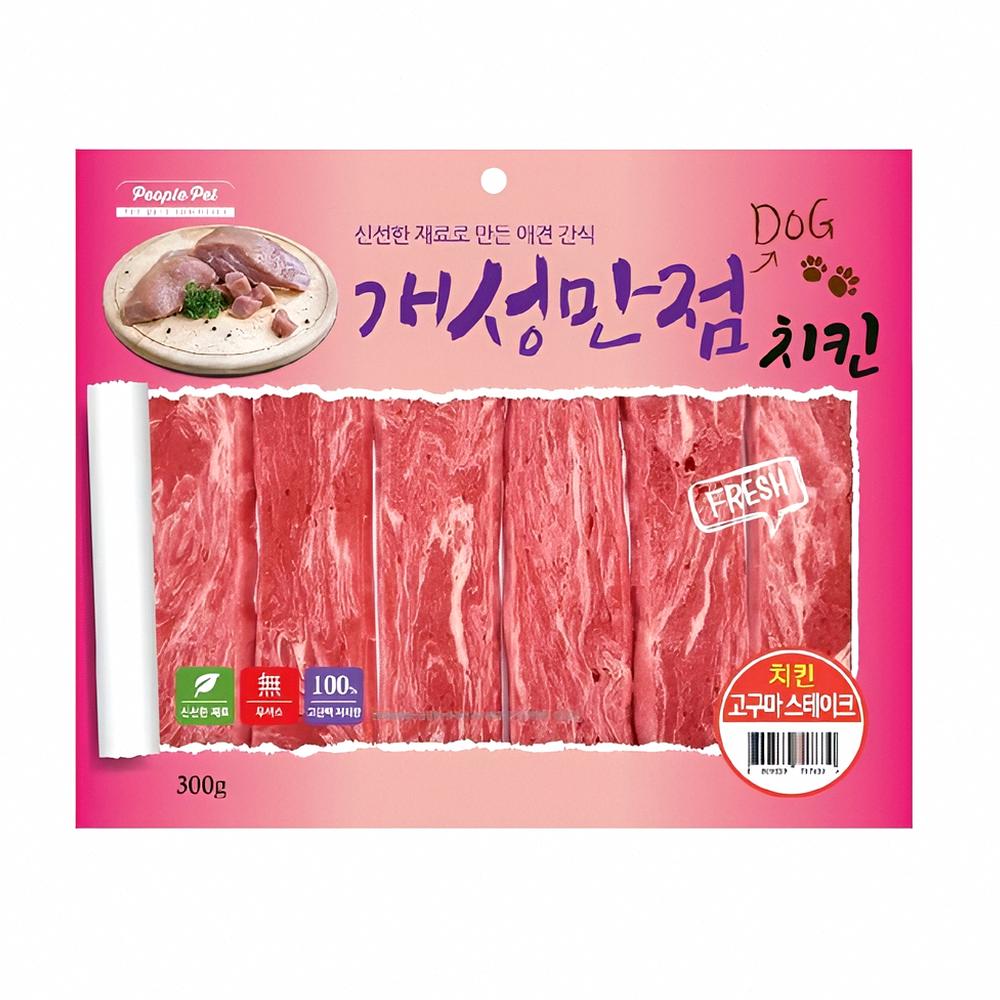 People Pet
신선한 재료로 만든 애견 간식
DOG
개성만점
치킨
FRESH
無
100%
치킨
고구마 스테이크
300g